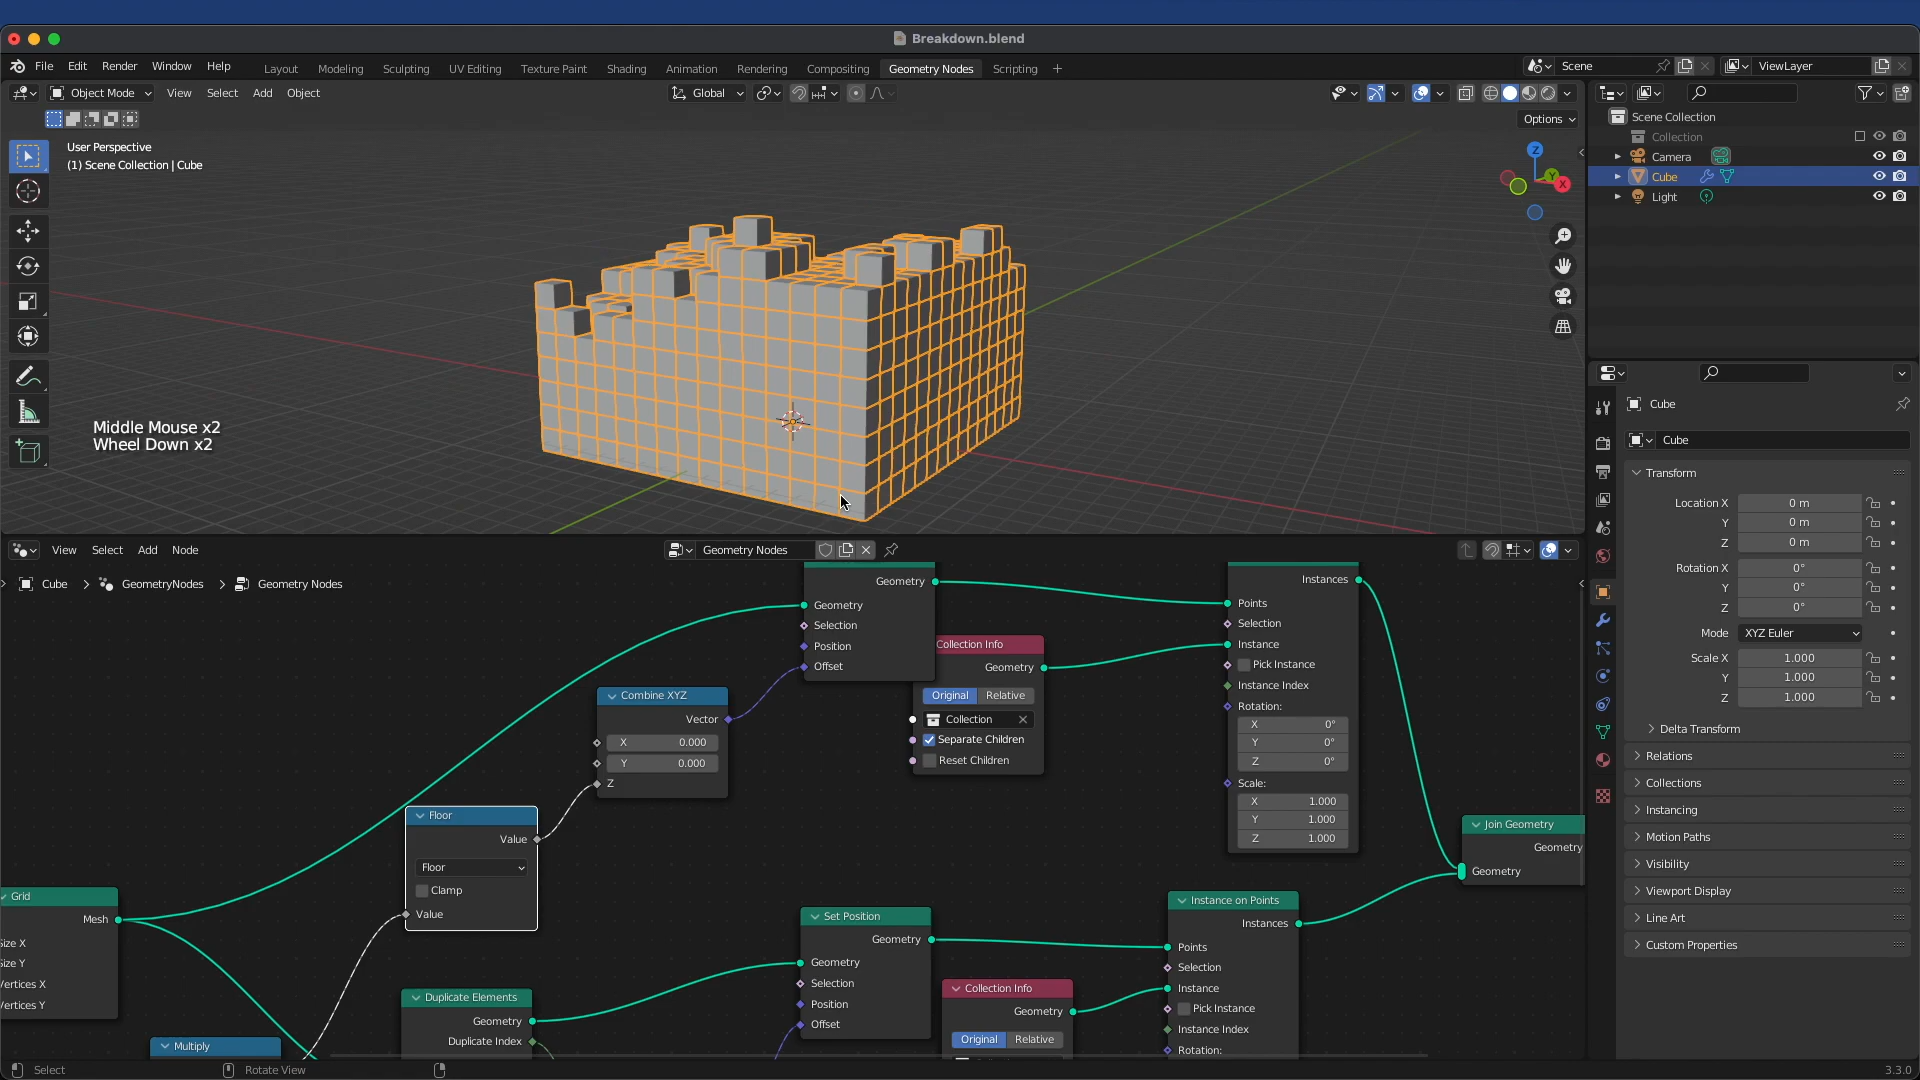 Breakdown.blend
File Edit Render Window Help
Layout Modeling Sculpting UV Editing Texture Paint Shading Animation Rendering Compositing Geometry Nodes Scripting +
Scene
ViewLayer
Object Mode View Select Add Object
Global
Options
User Perspective
(1) Scene Collection | Cube
Z
Y
X
Middle Mouse x2
Wheel Down x2
Scene Collection
Collection
Camera
Cube
Light
View Select Add Node
Geometry Nodes
Cube > GeometryNodes > Geometry Nodes
Geometry
Geometry
Selection
Position
Offset
Collection Info
Geometry
Original Relative
Collection
Separate Children
Reset Children
Instances
Points
Selection
Instance
Pick Instance
Instance Index
Rotation:
X 0°
Y 0°
Z 0°
Scale:
X 1.000
Y 1.000
Z 1.000
Combine XYZ
Vector
X 0.000
Y 0.000
Z
Floor
Value
Floor
Clamp
Value
Grid
Mesh
Size X
Size Y
Vertices X
Vertices Y
Multiply
Duplicate Elements
Geometry
Duplicate Index
Set Position
Geometry
Geometry
Selection
Position
Offset
Collection Info
Geometry
Original Relative
Instance on Points
Instances
Points
Selection
Instance
Pick Instance
Instance Index
Rotation:
Join Geometry
Geometry
Geometry
Cube
Cube
Transform
Location X 0 m
Y 0 m
Z 0 m
Rotation X 0°
Y 0°
Z 0°
Mode XYZ Euler
Scale X 1.000
Y 1.000
Z 1.000
Delta Transform
Relations
Collections
Instancing
Motion Paths
Visibility
Viewport Display
Line Art
Custom Properties
Select
Rotate View
3.3.0